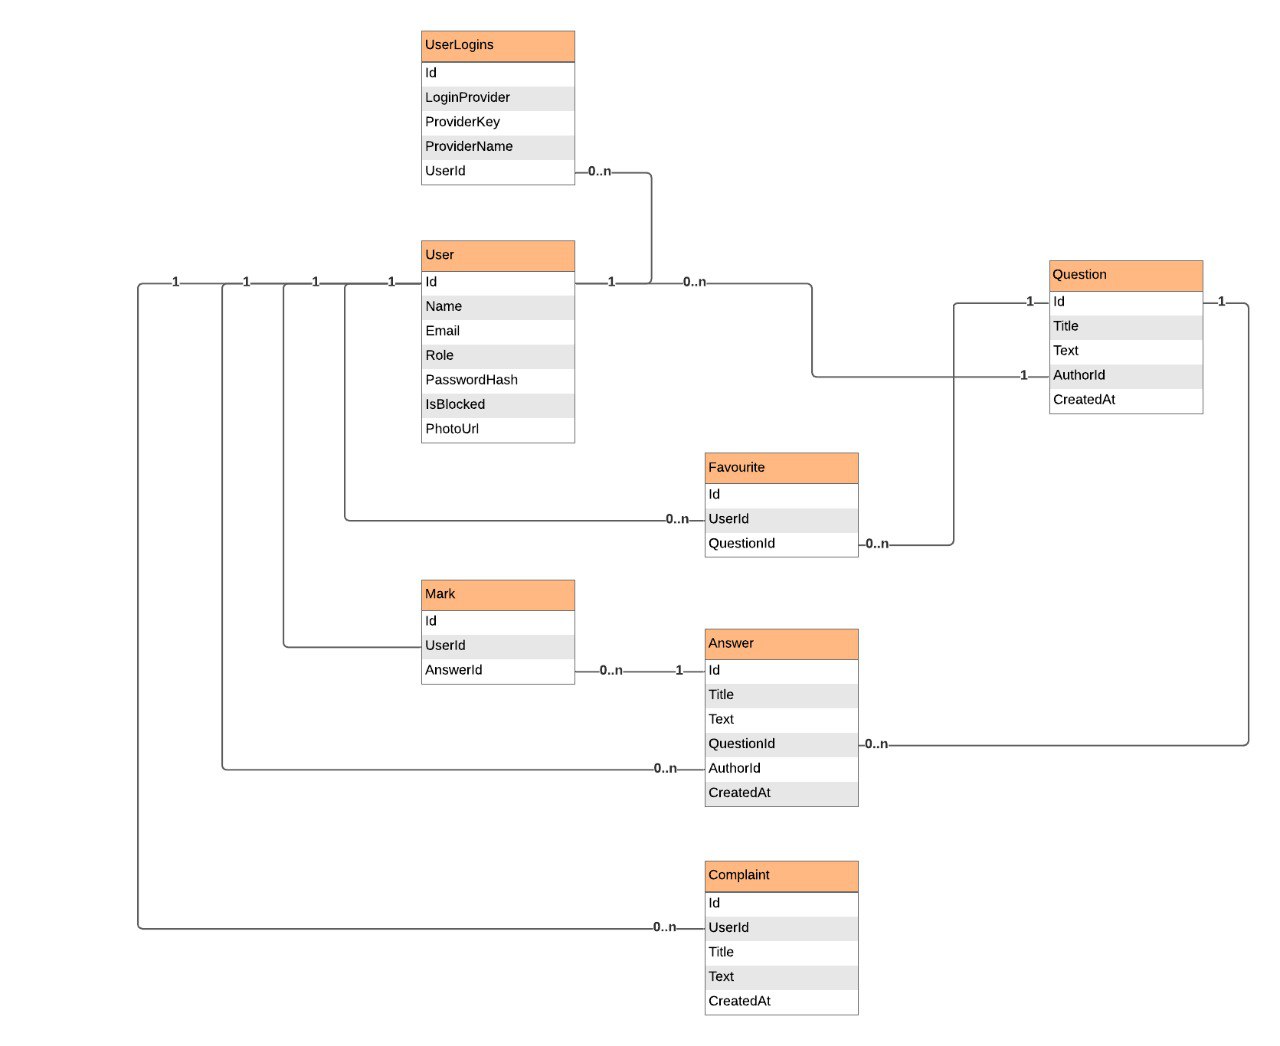 UserLogins
Id
LoginProvider
ProviderKey
ProviderName
UserId
0..n
User
1
1
1
1
Id
1
0..n
Name
Email
Role
PasswordHash
IsBlocked
PhotoUrl
Question
1
Id
1
Title
Text
1
AuthorId
CreatedAt
Favourite
Id
0..n
UserId
QuestionId
0..n
Mark
Id
UserId
AnswerId
0..n
1
Answer
Id
Title
Text
QuestionId
0..n
0..n
AuthorId
CreatedAt
Complaint
Id
0..n
UserId
Title
Text
CreatedAt